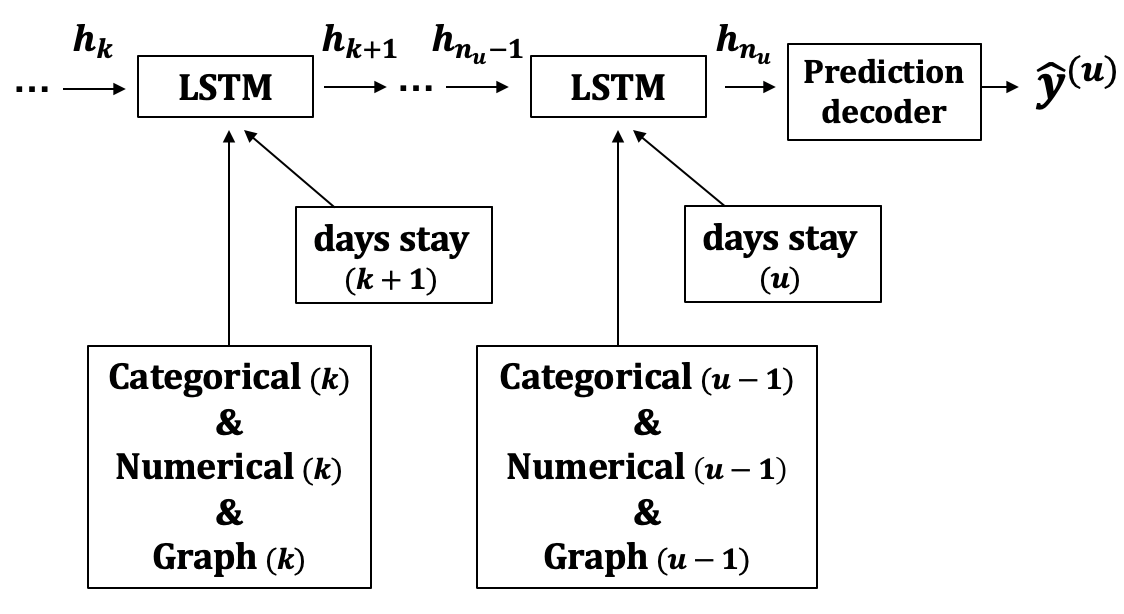 h_k
h_{k+1}
h_{n_u-1}
h_{n_u}
... LSTM ... LSTM
Prediction
decoder
ŷ^{(u)}
days stay
(k + 1)
days stay
(u)
Categorical (k)
&
Numerical (k)
&
Graph (k)
Categorical (u − 1)
&
Numerical (u − 1)
&
Graph (u − 1)